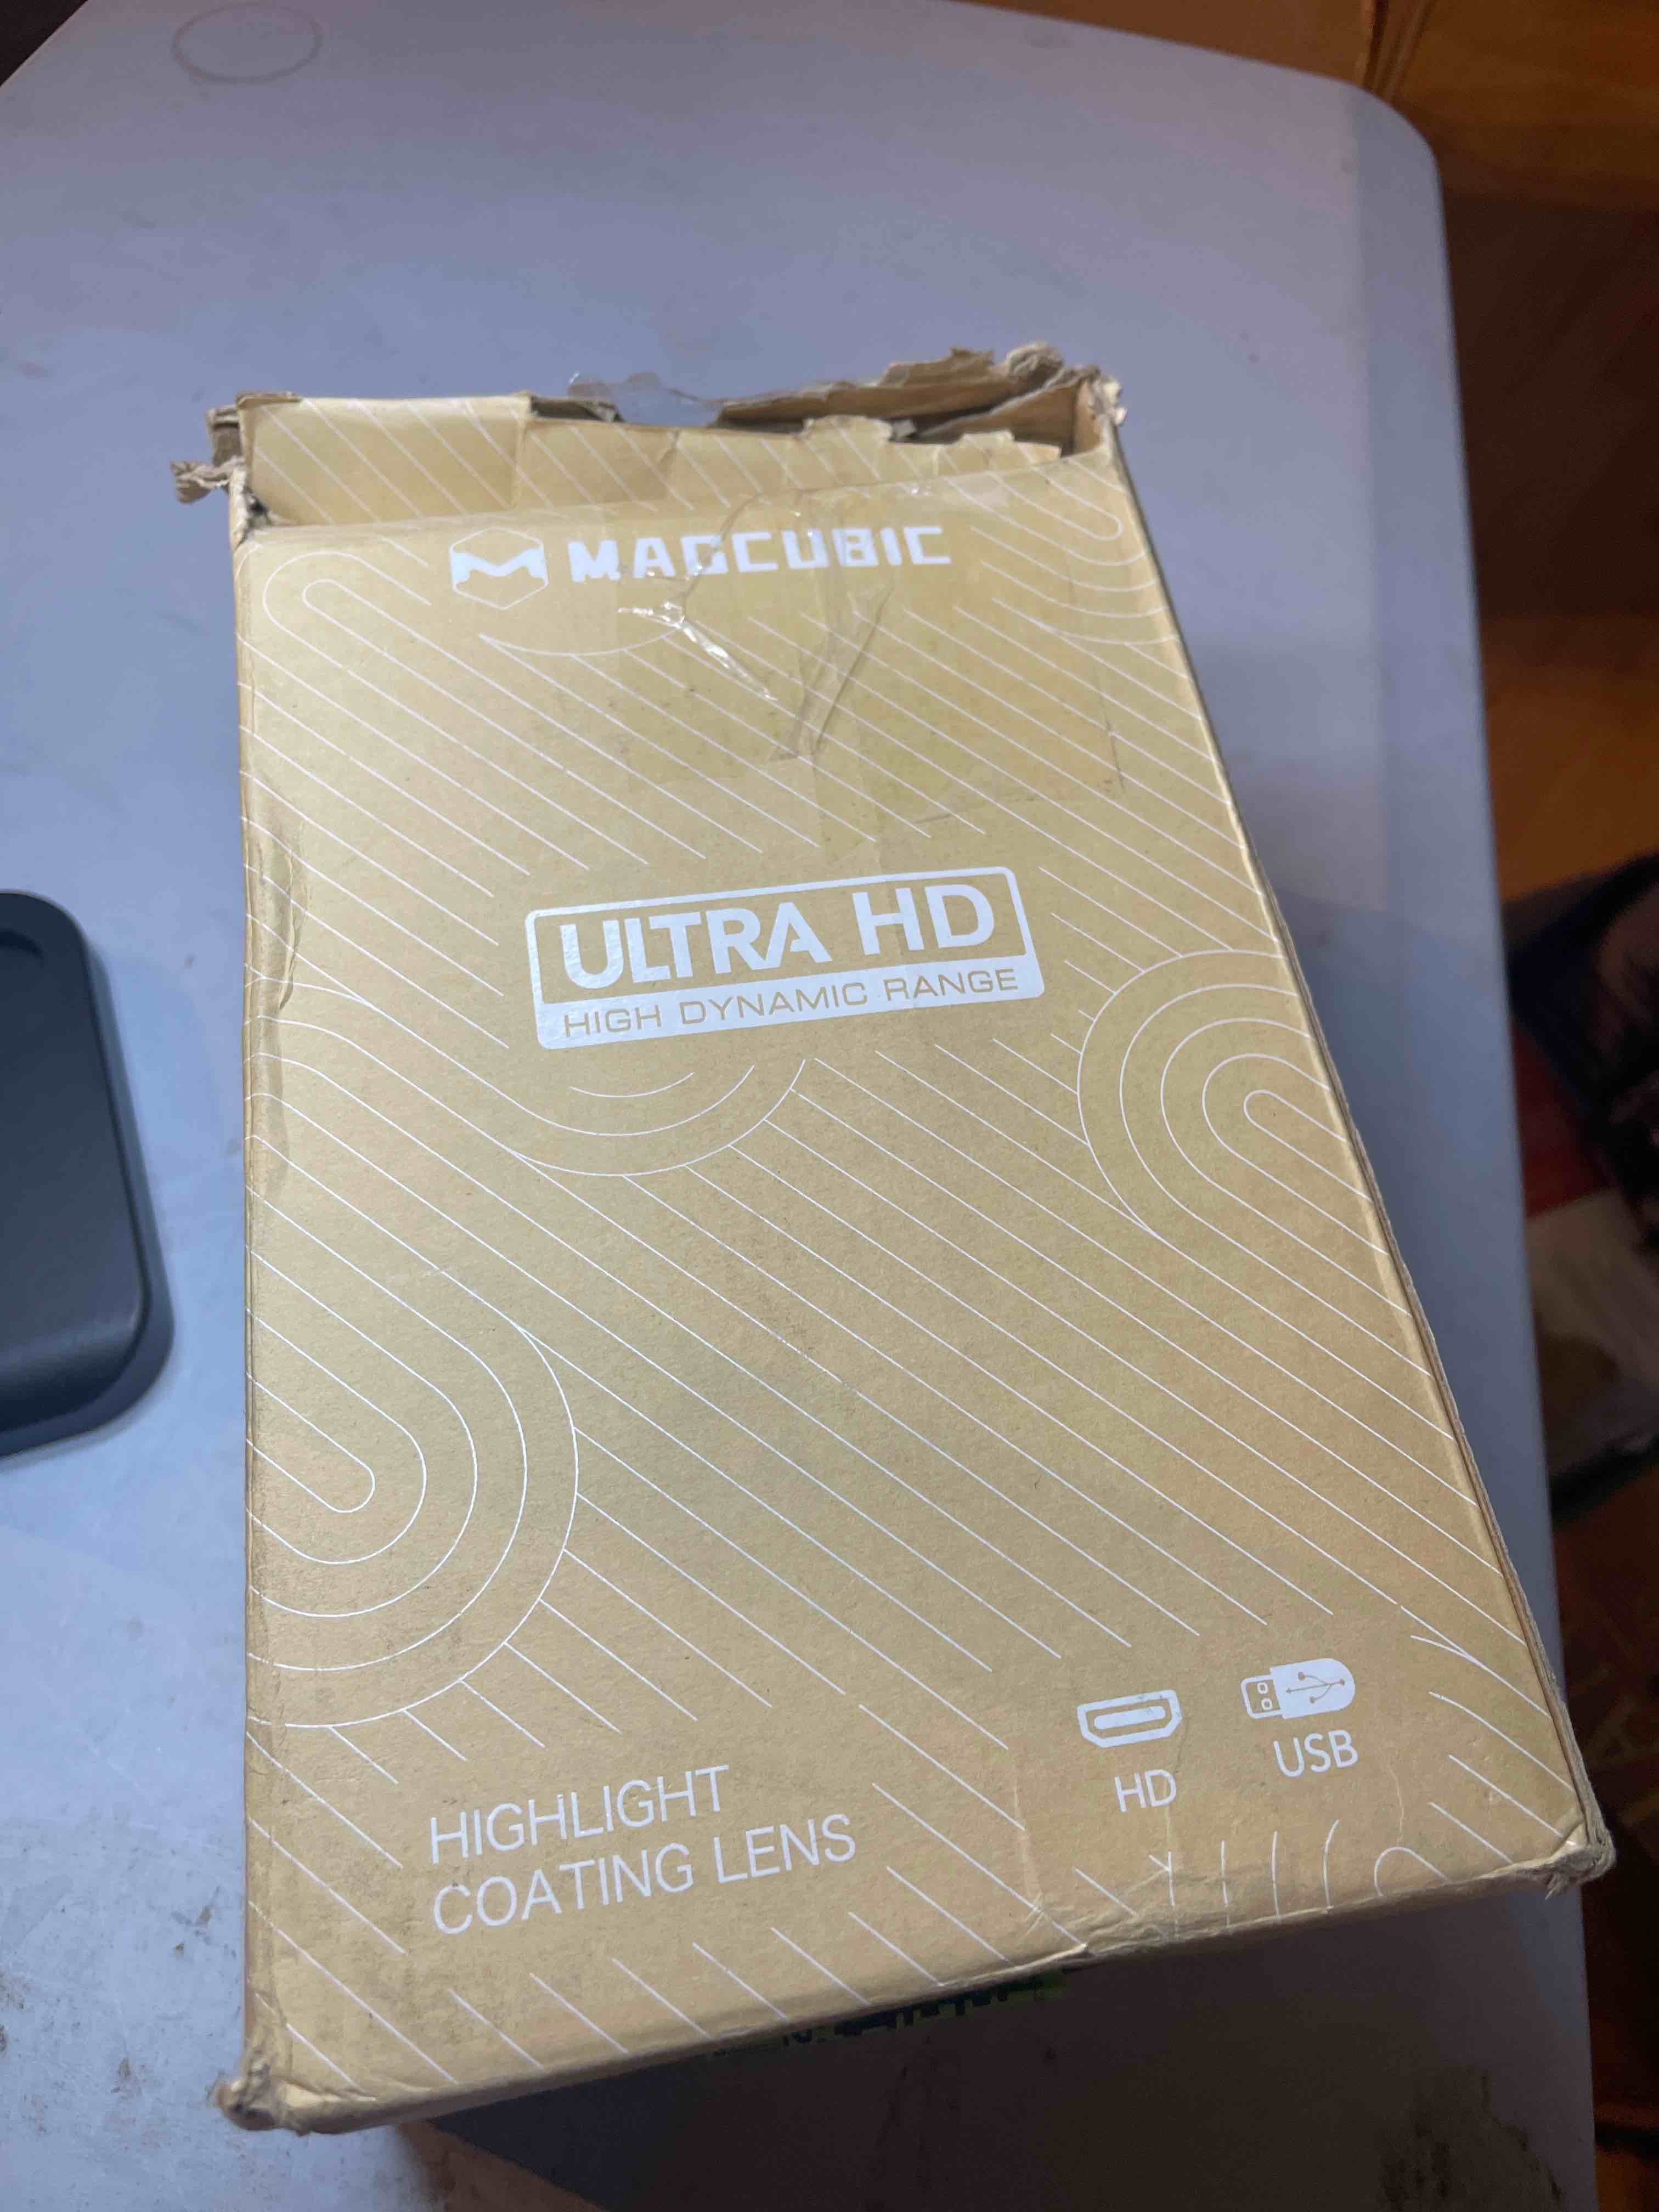 MAGCUBIC
ULTRA HD
HIGH DYNAMIC RANGE
HIGHLIGHT
COATING LENS
HD
USB